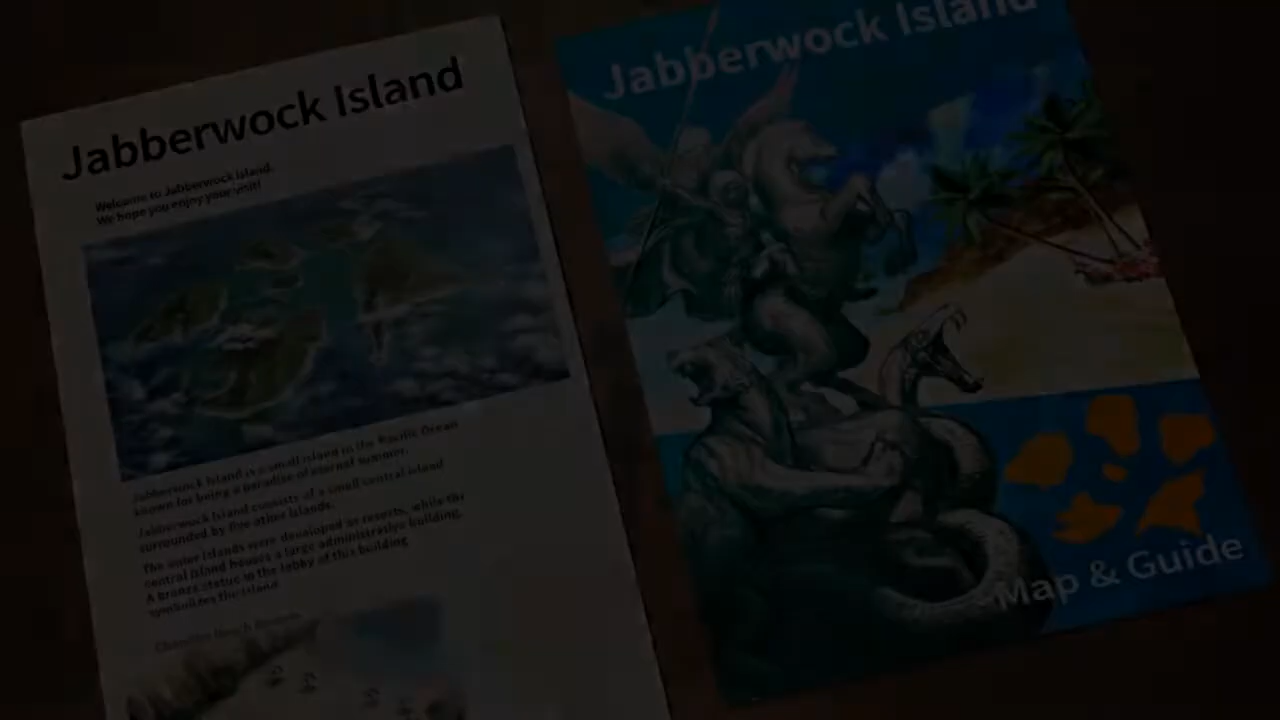 Jabberwock Island
Welcome to Jabberwock Island.
We hope you enjoy your visit!
Jabberwock Island is a small island in the Pacific Ocean
known for being a paradise of eternal summer.
Jabberwock Island consists of a small central island
surrounded by five other islands.
The outer islands were developed as resorts, while the
central island houses a large administrative building.
A bronze statue in the lobby of this building
symbolizes the island.
Beach
Jabberwock Island
Map & Guide